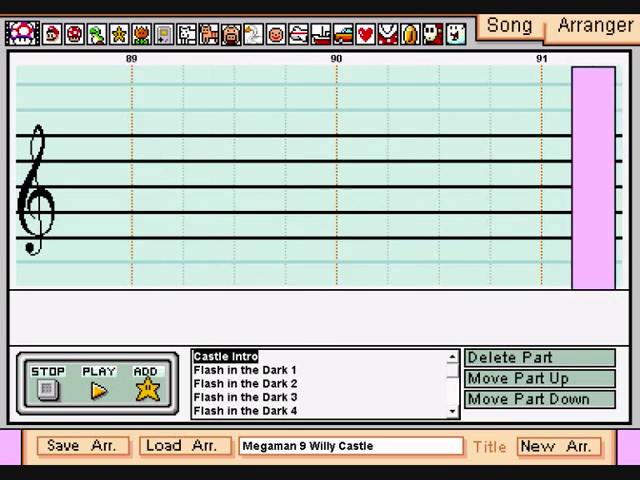 Song Arranger
89 90 91
STOP PLAY ADD
Castle Intro
Flash in the Dark 1
Flash in the Dark 2
Flash in the Dark 3
Flash in the Dark 4
Delete Part
Move Part Up
Move Part Down
Save Arr. Load Arr. Megaman 9 Willy Castle Title New Arr.